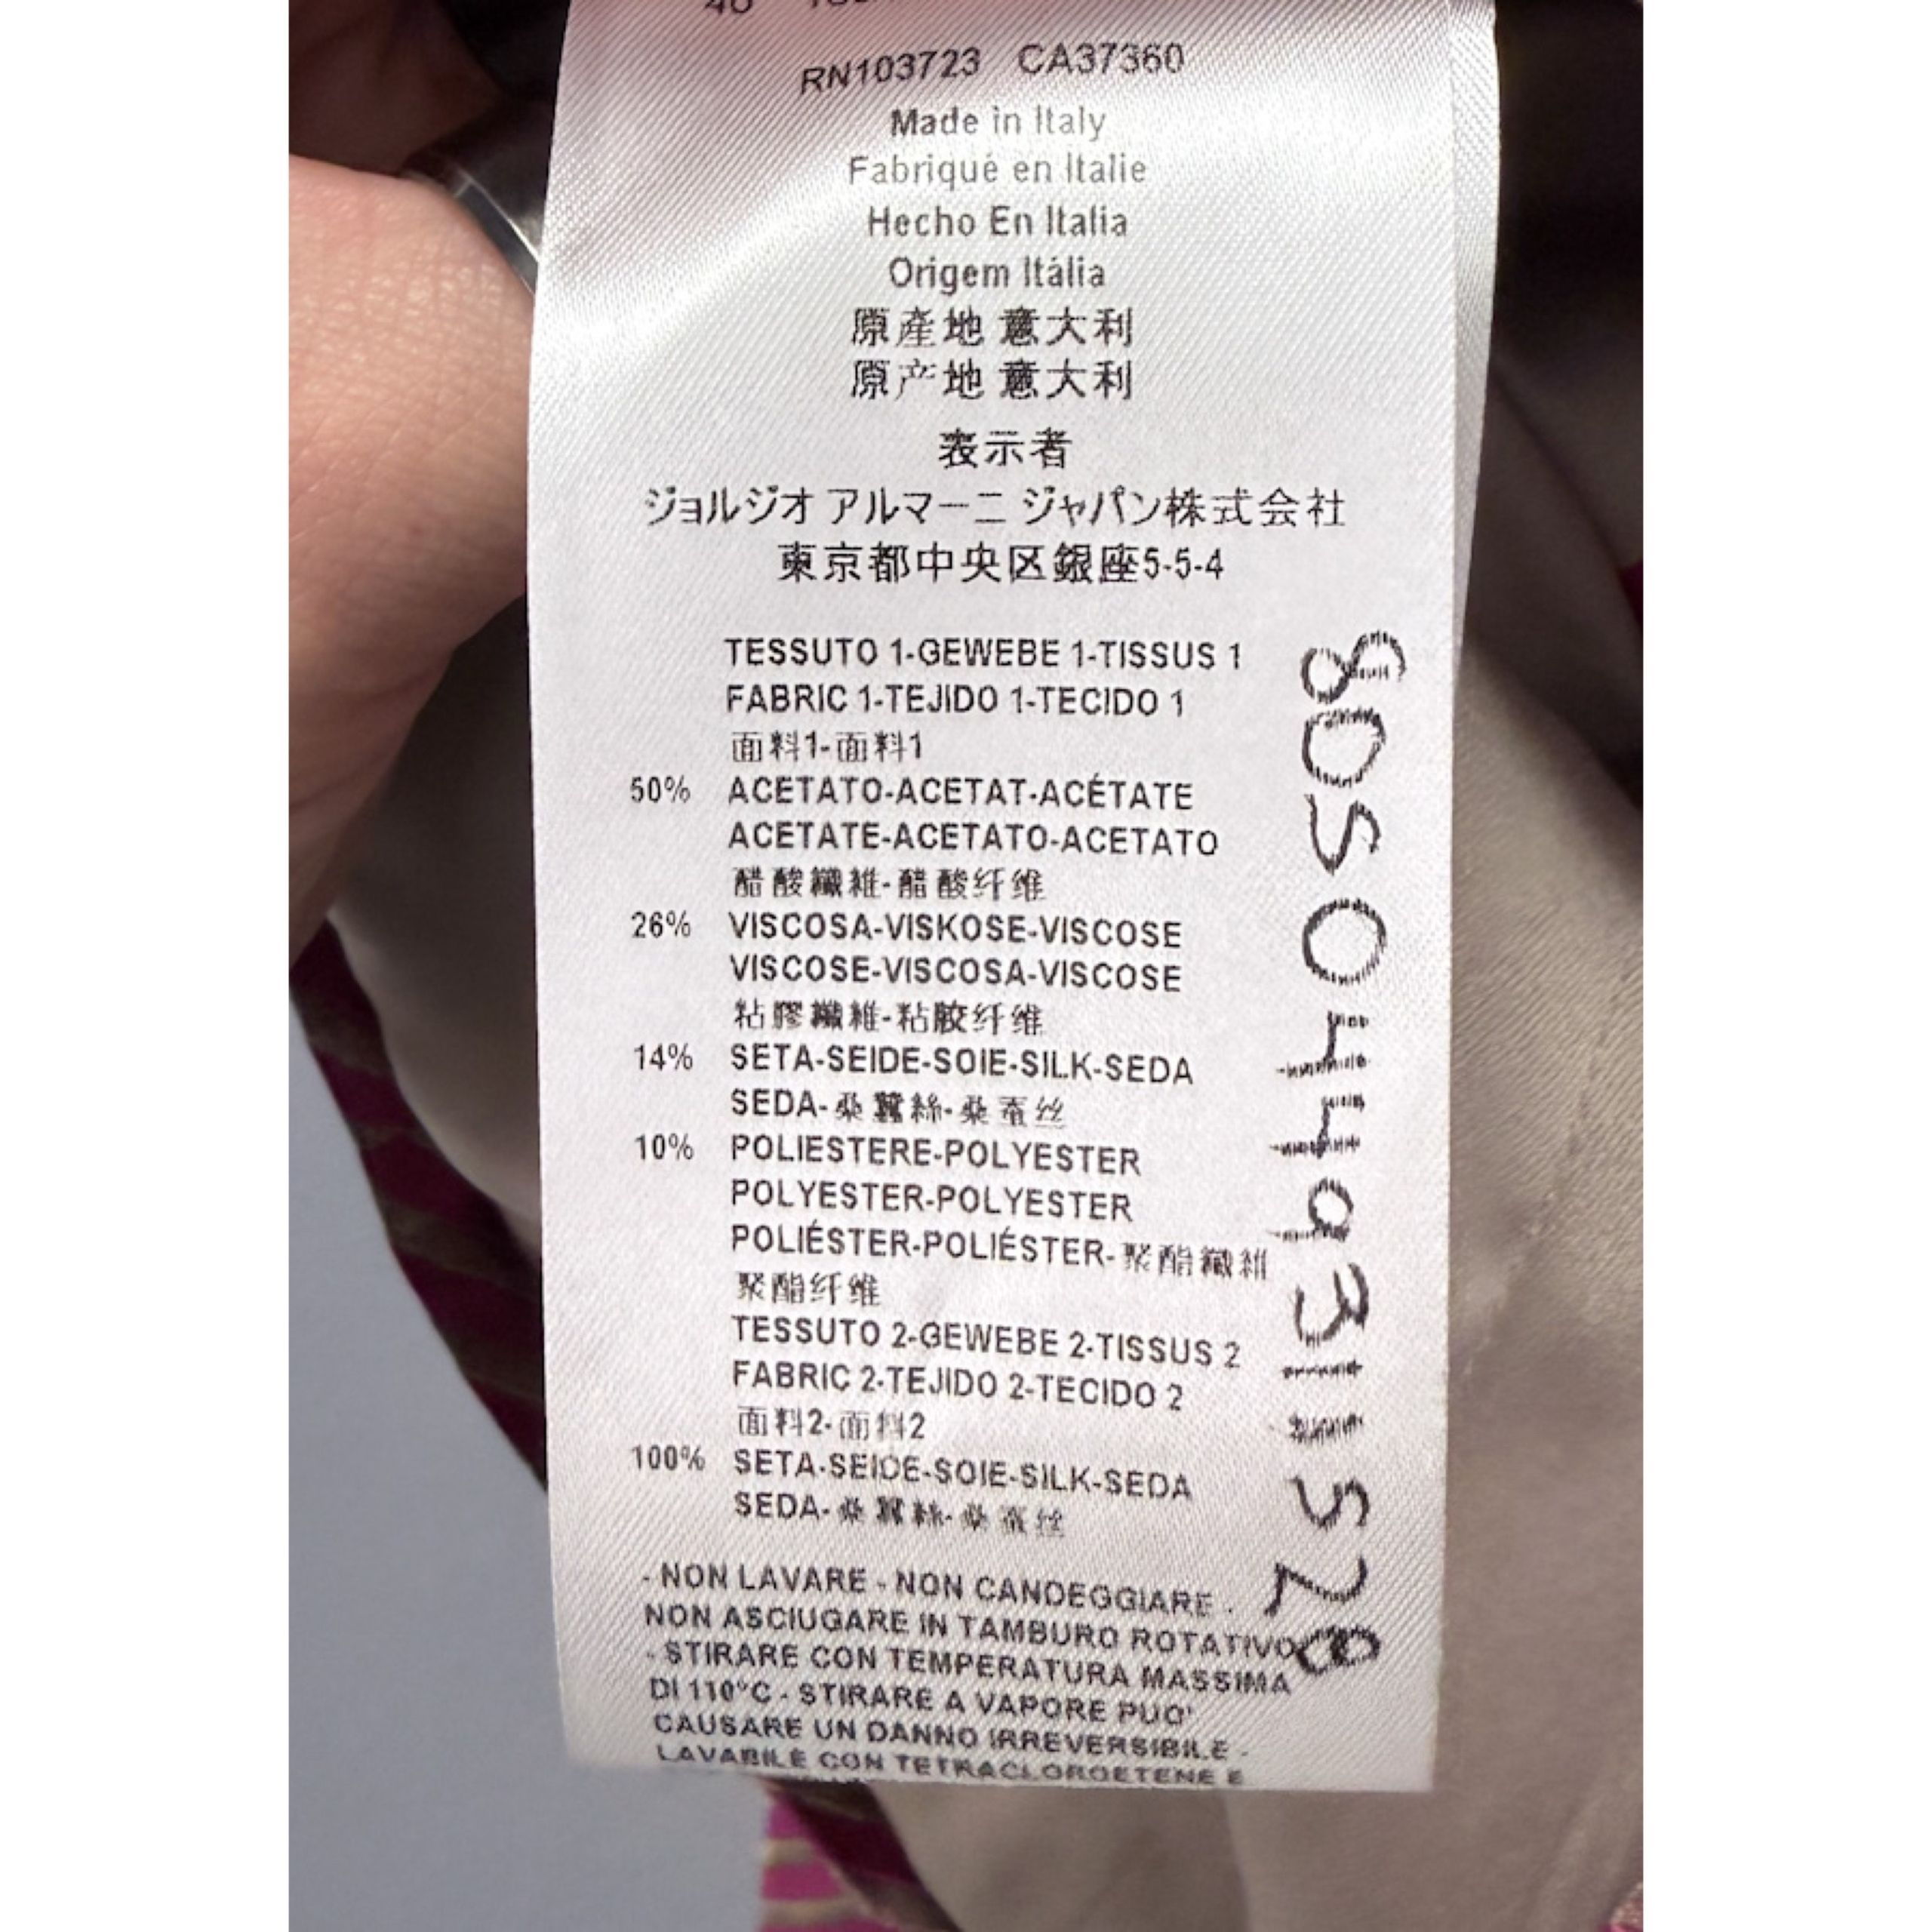 40
RN103723 CA37360
Made in Italy
Fabriqué en Italie
Hecho En Italia
Origem Itália
原產地 意大利
原产地 意大利
表示者
ジョルジオ アルマーニ ジャパン株式会社
東京都中央区銀座5-5-4
TESSUTO 1-GEWEBE 1-TISSUS 1
FABRIC 1-TEJIDO 1-TECIDO 1
面料1-面料1
50% ACETATO-ACETAT-ACÉTATE
ACETATE-ACETATO-ACETATO
醋酸纖維-醋酸纤维
26% VISCOSA-VISKOSE-VISCOSE
VISCOSE-VISCOSA-VISCOSE
粘膠纖維-粘胶纤维
14% SETA-SEIDE-SOIE-SILK-SEDA
SEDA-桑蠶絲-桑蚕丝
10% POLIESTERE-POLYESTER
POLYESTER-POLYESTER
POLIÉSTER-POLIÉSTER-聚酯纖維
聚酯纤维
TESSUTO 2-GEWEBE 2-TISSUS 2
FABRIC 2-TEJIDO 2-TECIDO 2
面料2-面料2
100% SETA-SEIDE-SOIE-SILK-SEDA
SEDA-桑蠶絲-桑蚕丝
- NON LAVARE - NON CANDEGGIARE -
NON ASCIUGARE IN TAMBURO ROTATIVO
- STIRARE CON TEMPERATURA MASSIMA
DI 110°C - STIRARE A VAPORE PUO'
CAUSARE UN DANNO IRREVERSIBILE -
LAVABILE CON TETRACLOROETENE E